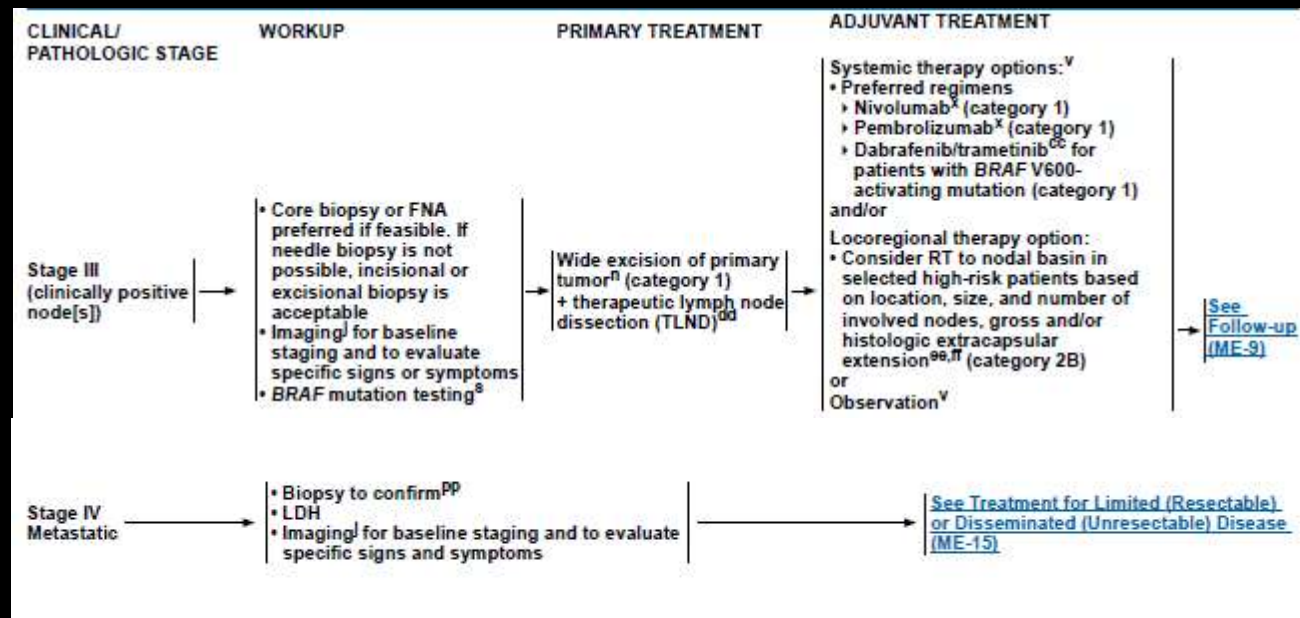 CLINICAL/
PATHOLOGIC STAGE
WORKUP
PRIMARY TREATMENT
ADJUVANT TREATMENT
Stage III
(clinically positive
node[s])
• Core biopsy or FNA
preferred if feasible. If
needle biopsy is not
possible, incisional or
excisional biopsy is
acceptable
• Imagingʲ for baseline
staging and to evaluate
specific signs or symptoms
• BRAF mutation testingˢ
Wide excision of primary
tumorⁿ (category 1)
+ therapeutic lymph node
dissection (TLND)ᵈᵈ
Systemic therapy options:ᵛ
• Preferred regimens
‣ Nivolumabˣ (category 1)
‣ Pembrolizumabˣ (category 1)
‣ Dabrafenib/trametinibᶜᶜ for
patients with BRAF V600-
activating mutation (category 1)
and/or
Locoregional therapy option:
• Consider RT to nodal basin in
selected high-risk patients based
on location, size, and number of
involved nodes, gross and/or
histologic extracapsular
extensionᵉᵉ,ᶠᶠ (category 2B)
or
Observationᵛ
See
Follow-up
(ME-9)
Stage IV
Metastatic
• Biopsy to confirmᵖᵖ
• LDH
• Imagingʲ for baseline staging and to evaluate
specific signs and symptoms
See Treatment for Limited (Resectable)
or Disseminated (Unresectable) Disease
(ME-15)